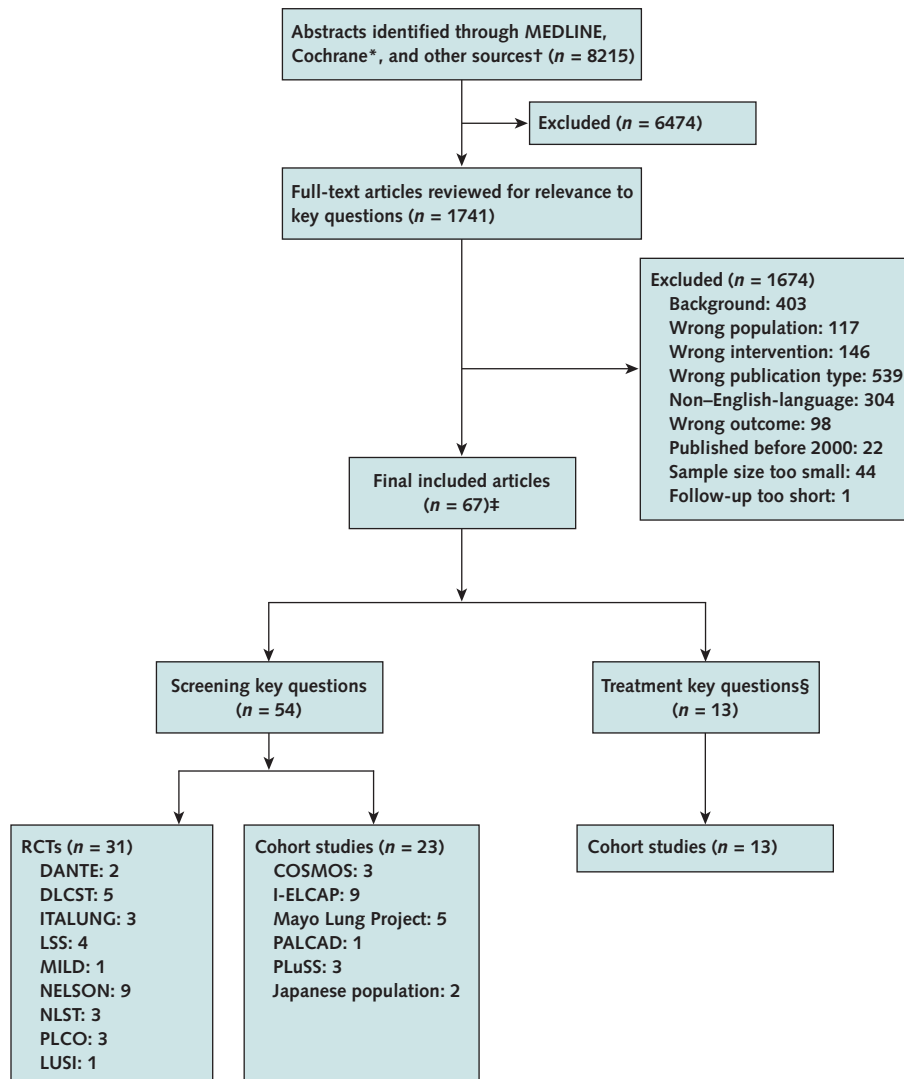 Abstracts identified through MEDLINE,
Cochrane*, and other sources† (n = 8215)
Excluded (n = 6474)
Full-text articles reviewed for relevance to
key questions (n = 1741)
Excluded (n = 1674)
Background: 403
Wrong population: 117
Wrong intervention: 146
Wrong publication type: 539
Non–English-language: 304
Wrong outcome: 98
Published before 2000: 22
Sample size too small: 44
Follow-up too short: 1
Final included articles
(n = 67)‡
Screening key questions
(n = 54)
Treatment key questions§
(n = 13)
RCTs (n = 31)
DANTE: 2
DLCST: 5
ITALUNG: 3
LSS: 4
MILD: 1
NELSON: 9
NLST: 3
PLCO: 3
LUSI: 1
Cohort studies (n = 23)
COSMOS: 3
I-ELCAP: 9
Mayo Lung Project: 5
PALCAD: 1
PLuSS: 3
Japanese population: 2
Cohort studies (n = 13)